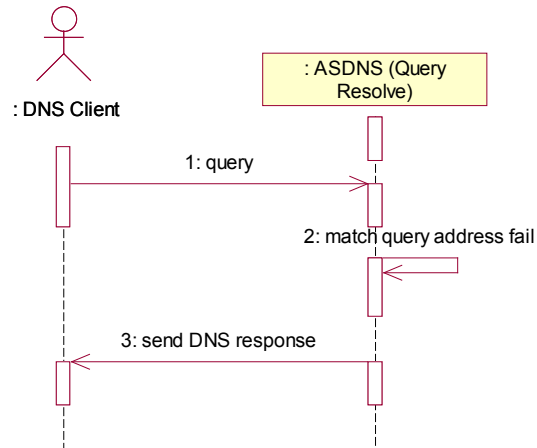 : ASDNS (Query
Resolve)
: DNS Client
1: query
2: match query address fail
3: send DNS response